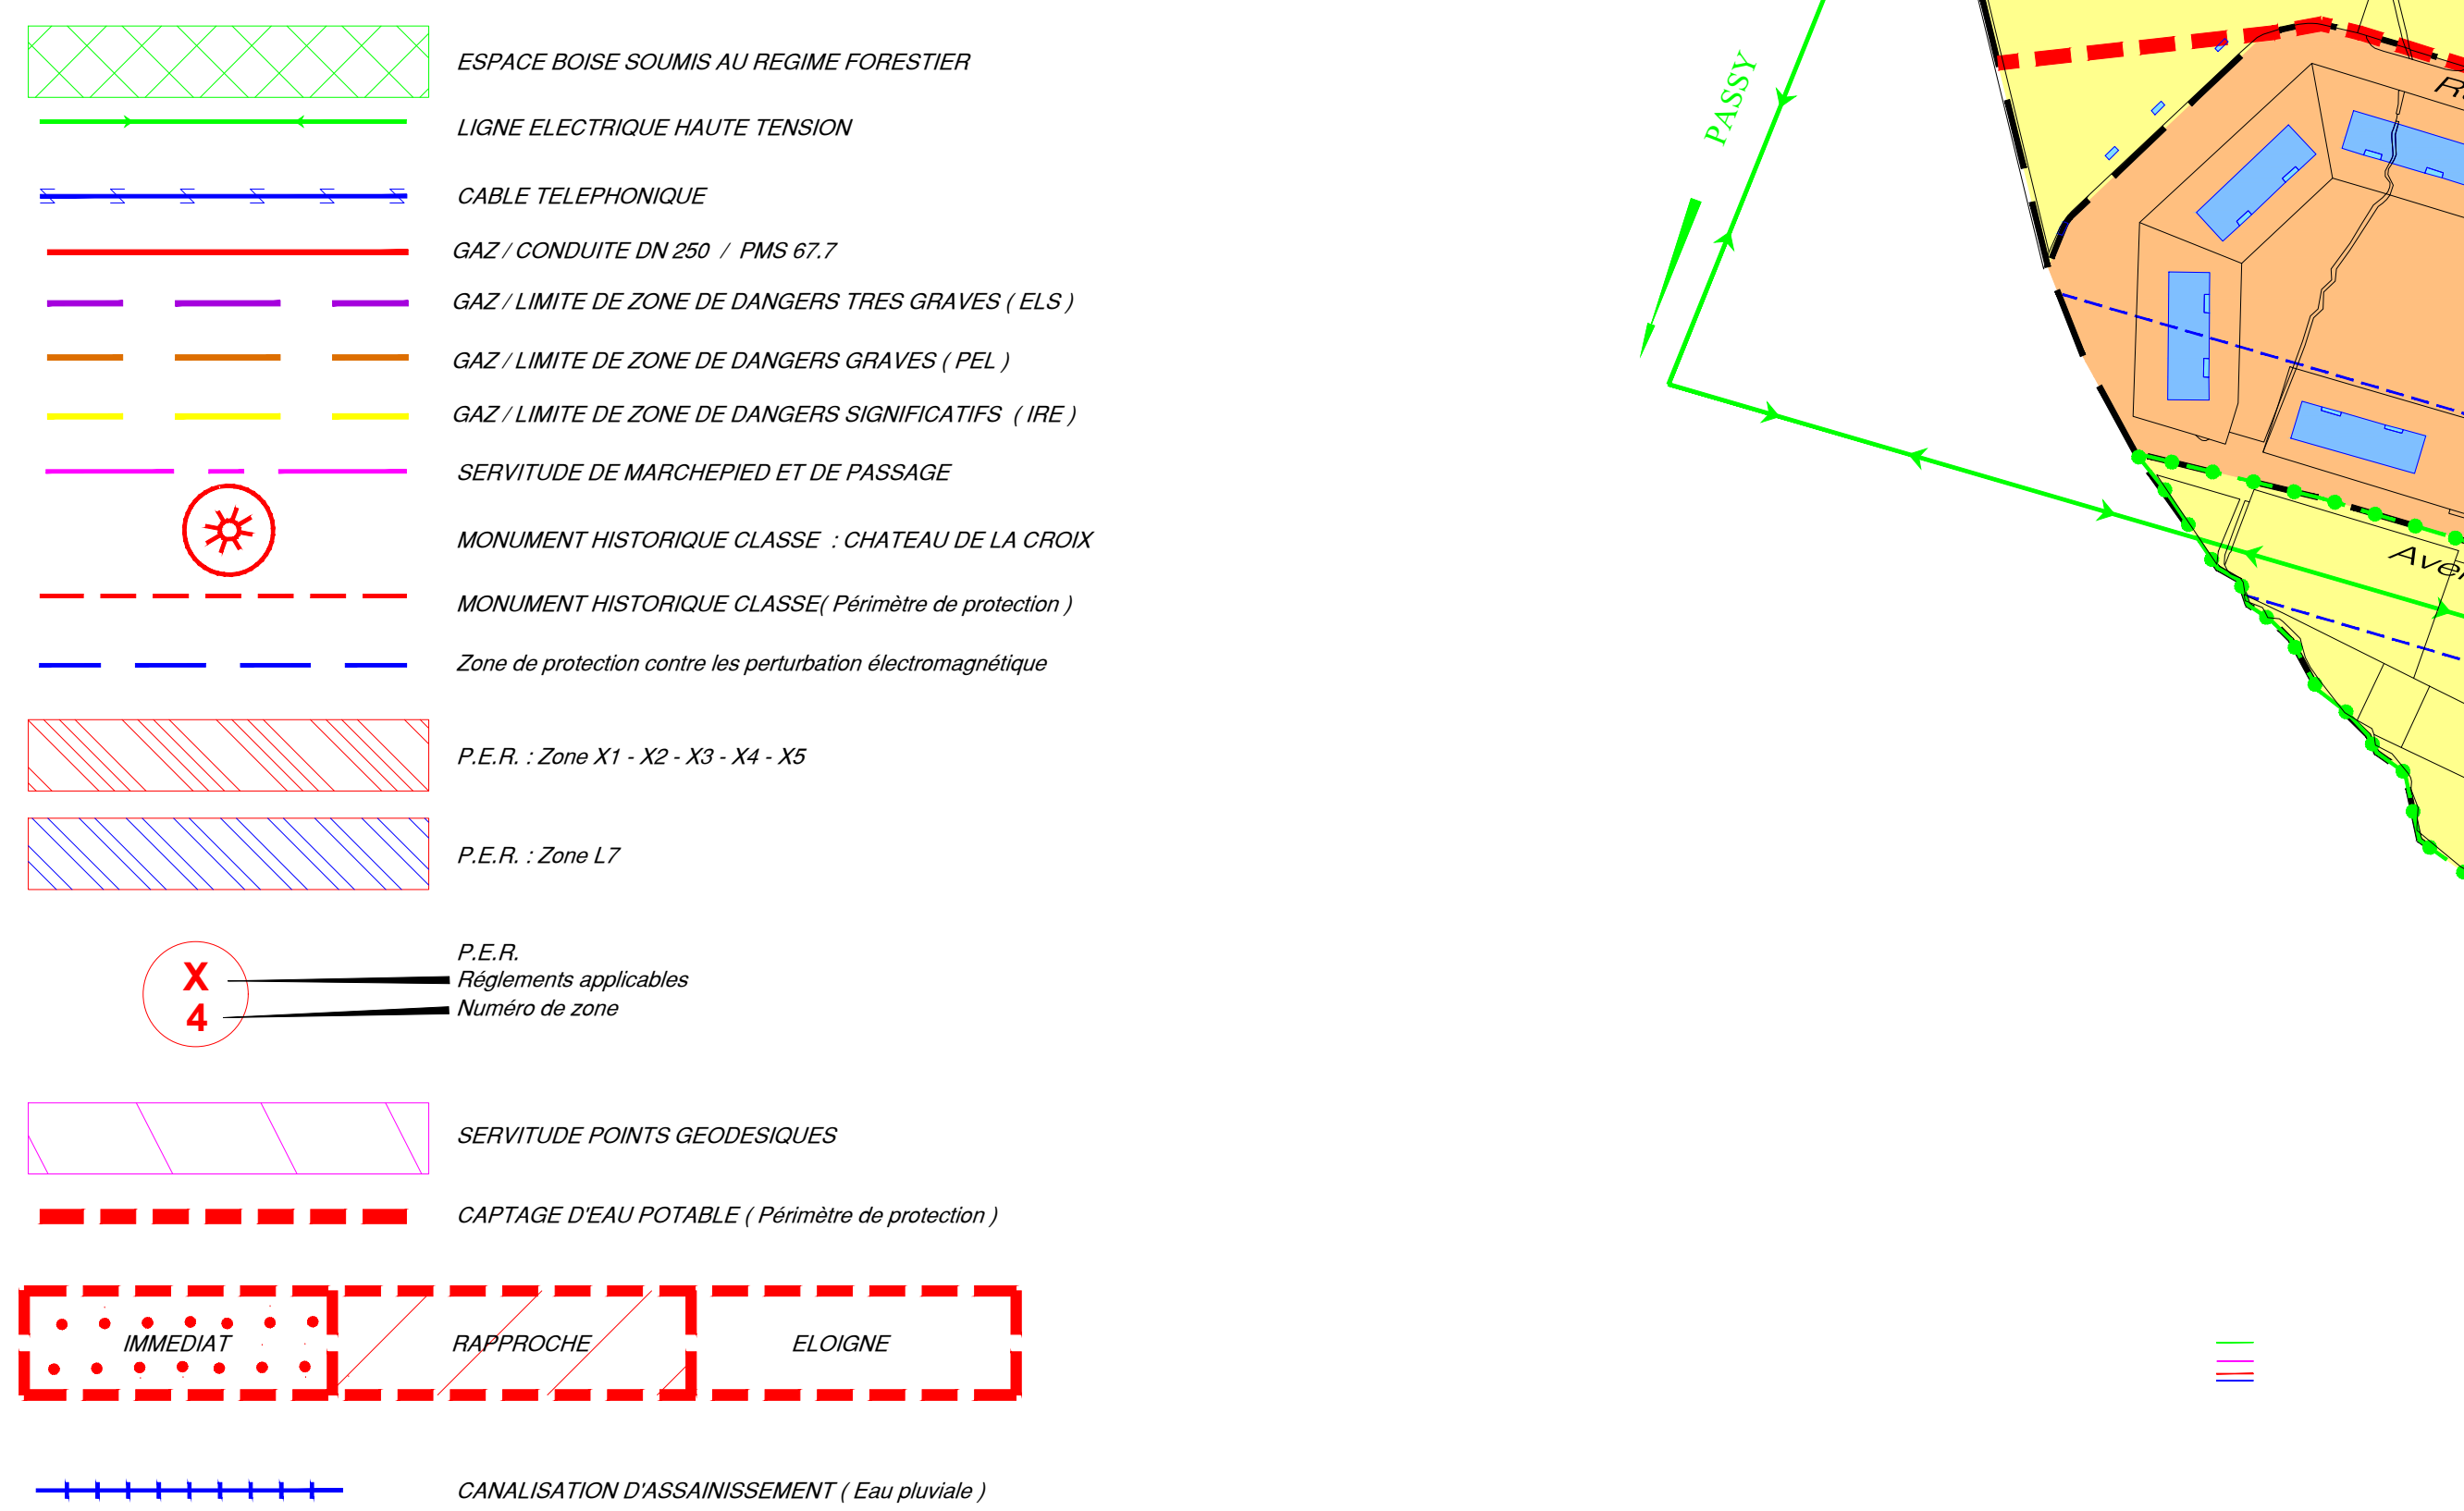 ESPACE BOISE SOUMIS AU REGIME FORESTIER
LIGNE ELECTRIQUE HAUTE TENSION
CABLE TELEPHONIQUE
GAZ / CONDUITE DN 250 / PMS 67.7
GAZ / LIMITE DE ZONE DE DANGERS TRES GRAVES ( ELS )
GAZ / LIMITE DE ZONE DE DANGERS GRAVES ( PEL )
GAZ / LIMITE DE ZONE DE DANGERS SIGNIFICATIFS ( IRE )
SERVITUDE DE MARCHEPIED ET DE PASSAGE
MONUMENT HISTORIQUE CLASSE : CHATEAU DE LA CROIX
MONUMENT HISTORIQUE CLASSE( Périmètre de protection )
Zone de protection contre les perturbation électromagnétique
P.E.R. : Zone X1 - X2 - X3 - X4 - X5
P.E.R. : Zone L7
X
4
P.E.R.
Réglements applicables
Numéro de zone
SERVITUDE POINTS GEODESIQUES
CAPTAGE D'EAU POTABLE ( Périmètre de protection )
IMMEDIAT
RAPPROCHE
ELOIGNE
CANALISATION D'ASSAINISSEMENT ( Eau pluviale )
PASSY